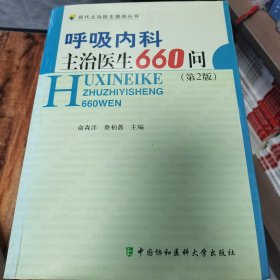 现代主治医生提高丛书
呼吸内科
主治医生660问
（第2版）
HUXINEIKE
ZHUZHIYISHENG
660WEN
俞森洋 蔡柏蔷 主编
中国协和医科大学出版社